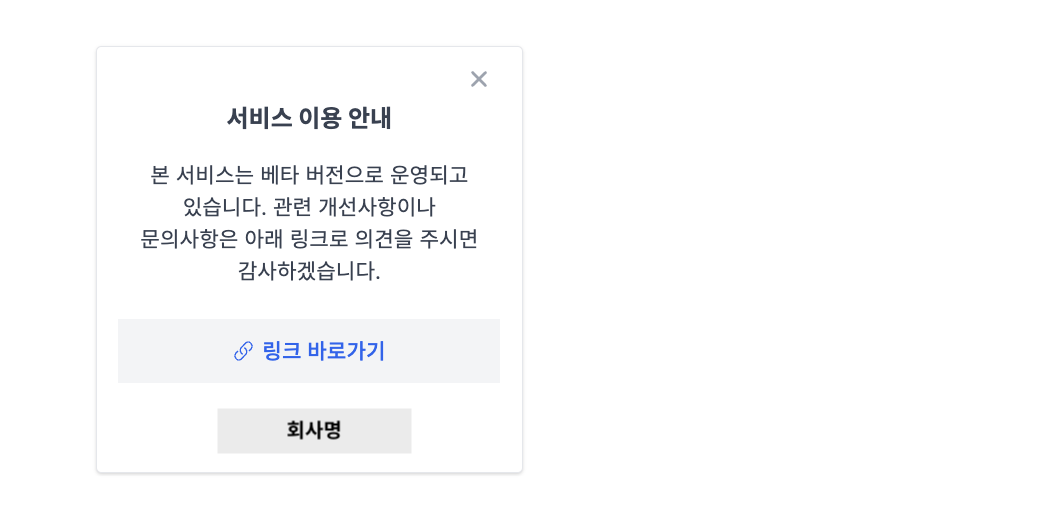 서비스 이용 안내
본 서비스는 베타 버전으로 운영되고
있습니다. 관련 개선사항이나
문의사항은 아래 링크로 의견을 주시면
감사하겠습니다.
링크 바로가기
회사명